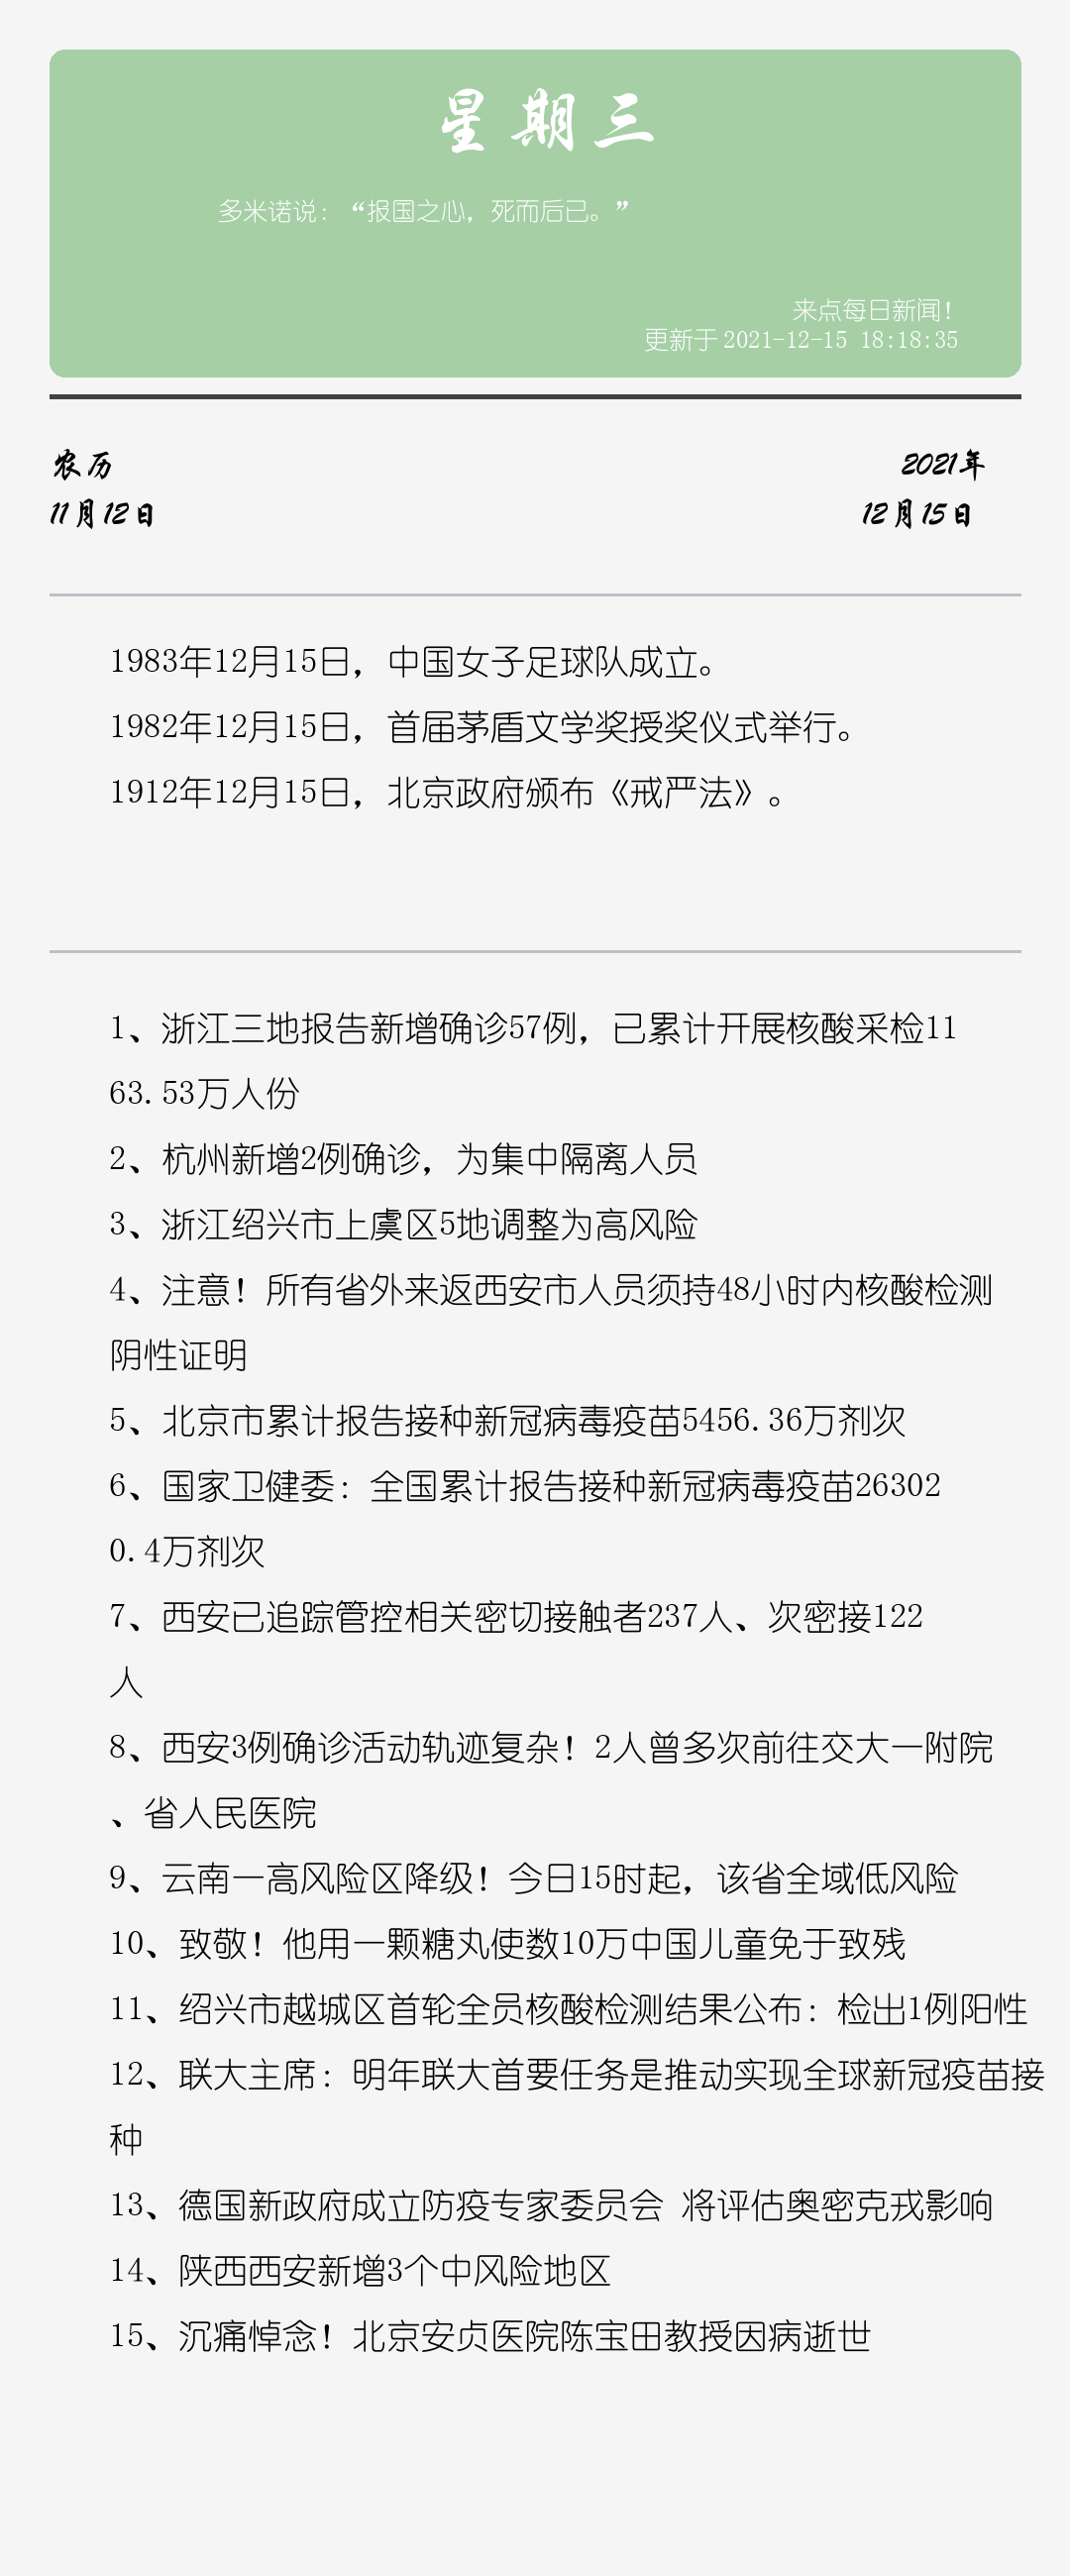 星期三
多米诺说：“报国之心，死而后已。”
来点每日新闻！
更新于 2021-12-15 18:18:35
农历
2021年
11月12日
12月15日
1983年12月15日，中国女子足球队成立。
1982年12月15日，首届茅盾文学奖授奖仪式举行。
1912年12月15日，北京政府颁布《戒严法》。
1、浙江三地报告新增确诊57例，已累计开展核酸采检11
63.53万人份
2、杭州新增2例确诊，为集中隔离人员
3、浙江绍兴市上虞区5地调整为高风险
4、注意！所有省外来返西安市人员须持48小时内核酸检测
阴性证明
5、北京市累计报告接种新冠病毒疫苗5456.36万剂次
6、国家卫健委：全国累计报告接种新冠病毒疫苗26302
0.4万剂次
7、西安已追踪管控相关密切接触者237人、次密接122
人
8、西安3例确诊活动轨迹复杂！2人曾多次前往交大一附院
、省人民医院
9、云南一高风险区降级！今日15时起，该省全域低风险
10、致敬！他用一颗糖丸使数10万中国儿童免于致残
11、绍兴市越城区首轮全员核酸检测结果公布：检出1例阳性
12、联大主席：明年联大首要任务是推动实现全球新冠疫苗接
种
13、德国新政府成立防疫专家委员会 将评估奥密克戎影响
14、陕西西安新增3个中风险地区
15、沉痛悼念！北京安贞医院陈宝田教授因病逝世